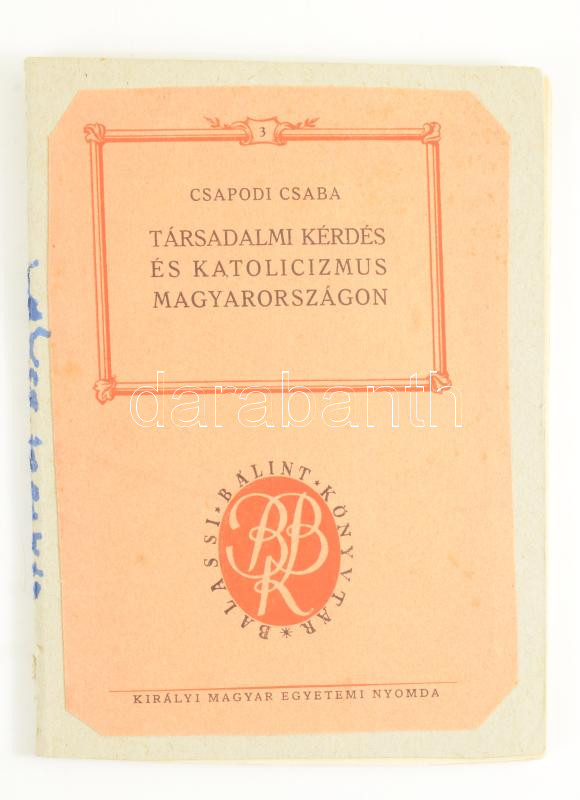 3
CSAPODI CSABA
TÁRSADALMI KÉRDÉS
ÉS KATOLICIZMUS
MAGYARORSZÁGON
darabanth
BALASSI ★ BÁLINT ★ KÖNYVTÁR ★
BBK
KIRÁLYI MAGYAR EGYETEMI NYOMDA